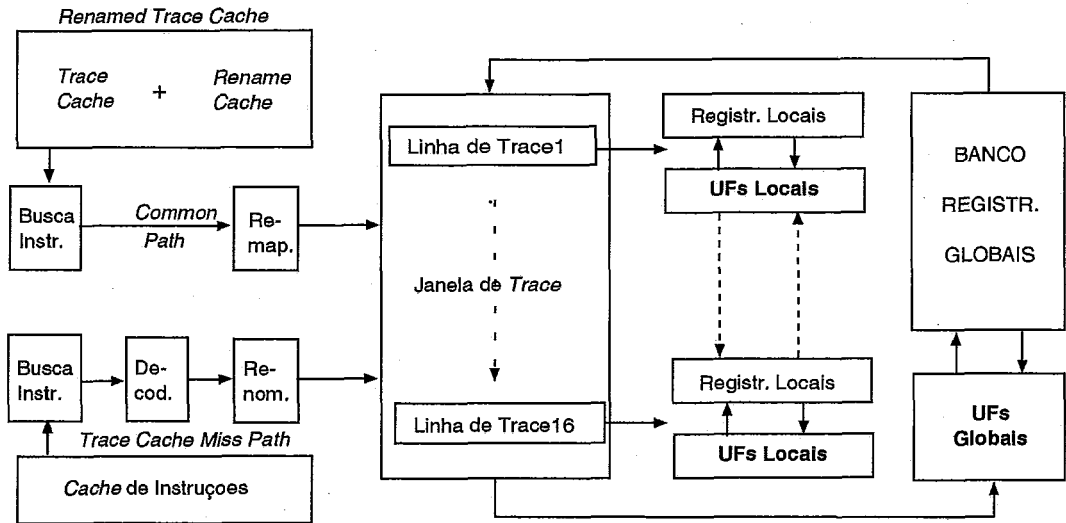 Renamed Trace Cache
Trace
Cache
+
Rename
Cache
Busca
Instr.
Common
Path
Re-
map.
Linha de Trace1
Janela de Trace
Linha de Trace16
Registr. Locais
UFs Locais
Registr. Locais
UFs Locais
BANCO
REGISTR.
GLOBAIS
UFs
Globais
Busca
Instr.
De-
cod.
Re-
nom.
Trace Cache Miss Path
Cache de Instruçoes